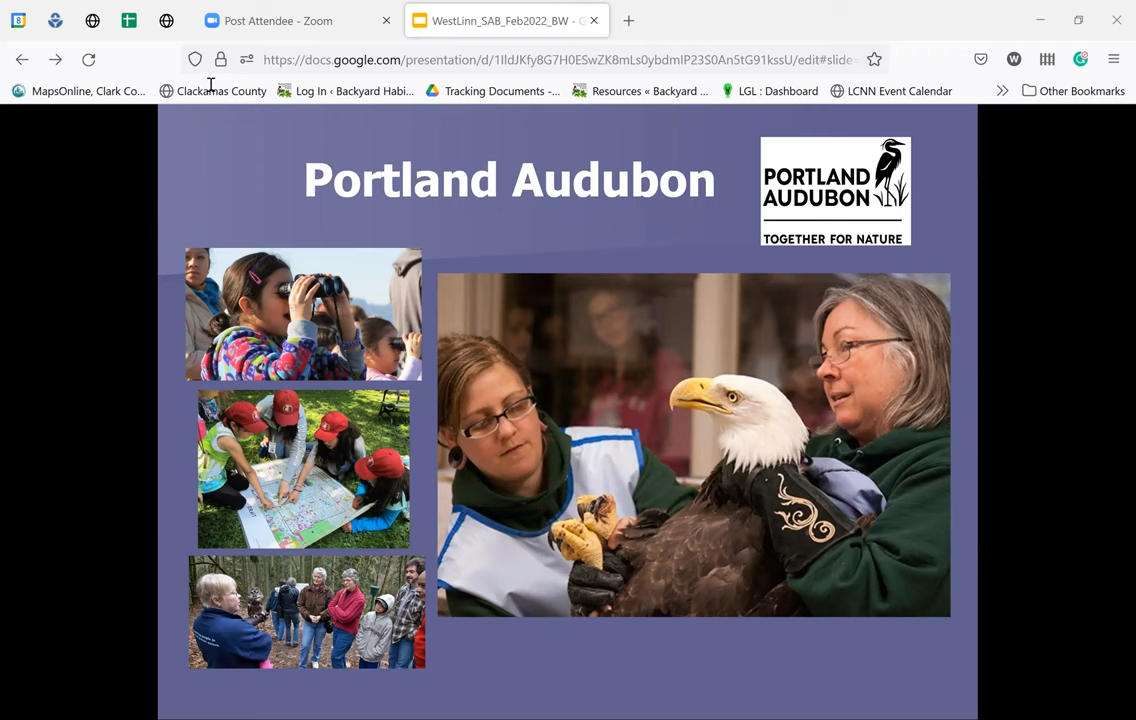 8
Post Attendee - Zoom
WestLinn_SAB_Feb2022_BW - G
https://docs.google.com/presentation/d/1IldJKfy8G7H0ESwZK8mLs0ybdmIP23S0An5tG91kssU/edit#slide=
W
MapsOnline, Clark Co...
Clackamas County
Log In ‹ Backyard Habi...
Tracking Documents -...
Resources « Backyard ...
LGL : Dashboard
LCNN Event Calendar
Other Bookmarks
Portland Audubon
PORTLAND
AUDUBON
TOGETHER FOR NATURE